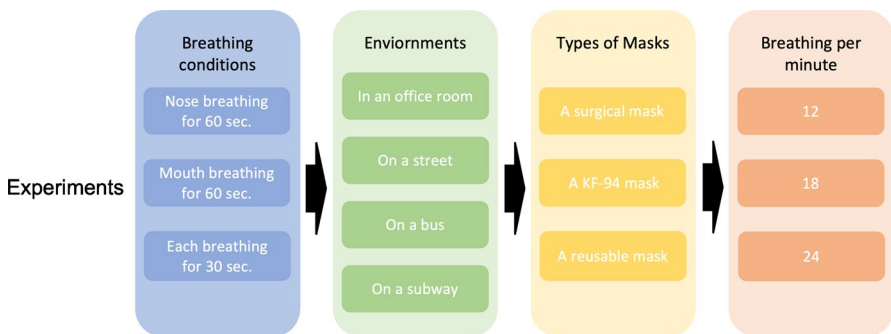 Experiments
Breathing
conditions
Nose breathing
for 60 sec.
Mouth breathing
for 60 sec.
Each breathing
for 30 sec.
Enviornments
In an office room
On a street
On a bus
On a subway
Types of Masks
A surgical mask
A KF-94 mask
A reusable mask
Breathing per
minute
12
18
24